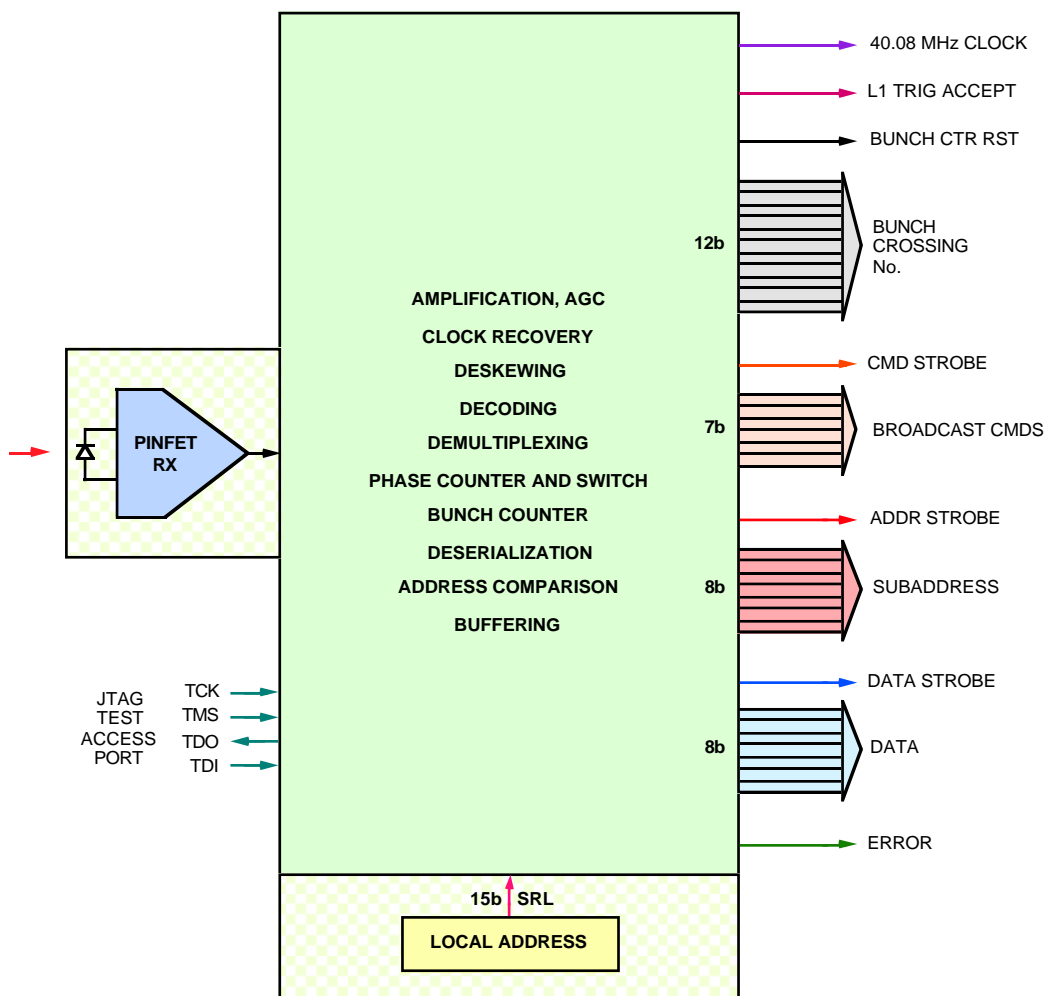 40.08 MHz CLOCK
L1 TRIG ACCEPT
BUNCH CTR RST
12b
BUNCH
CROSSING
No.
AMPLIFICATION, AGC
CLOCK RECOVERY
DESKEWING
DECODING
DEMULTIPLEXING
PHASE COUNTER AND SWITCH
BUNCH COUNTER
DESERIALIZATION
ADDRESS COMPARISON
BUFFERING
PINFET
RX
CMD STROBE
7b
BROADCAST CMDS
ADDR STROBE
8b
SUBADDRESS
DATA STROBE
8b
DATA
ERROR
JTAG
TEST
ACCESS
PORT
TCK
TMS
TDO
TDI
15b SRL
LOCAL ADDRESS